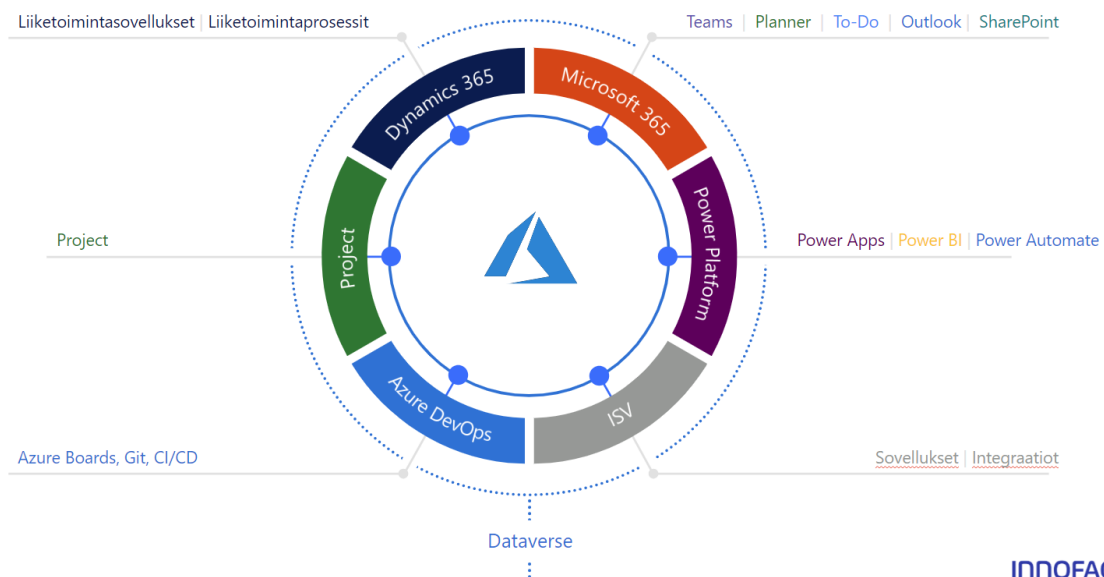 Liiketoimintasovellukset | Liiketoimintaprosessit
Teams | Planner | To-Do | Outlook | SharePoint
Dynamics 365
Microsoft 365
Project
Project
Power Platform
Power Apps | Power BI | Power Automate
Azure DevOps
ISV
Azure Boards, Git, CI/CD
Sovellukset | Integraatiot
Dataverse